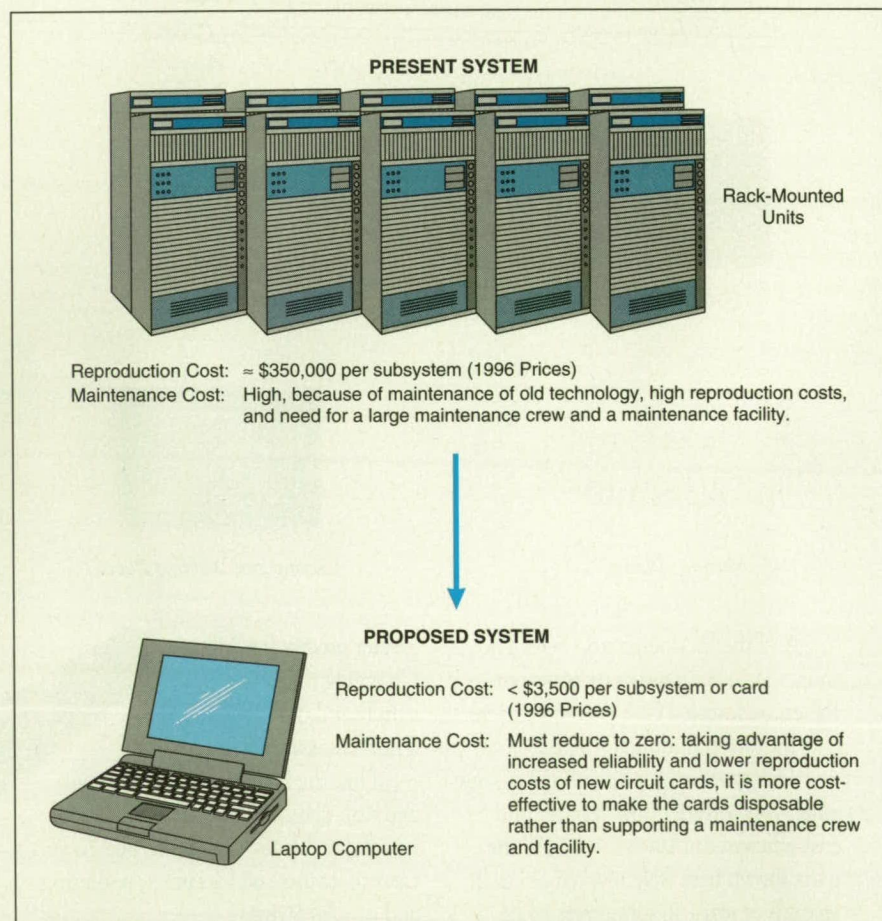 PRESENT SYSTEM
Rack-Mounted
Units
Reproduction Cost: ≈ $350,000 per subsystem (1996 Prices)
Maintenance Cost: High, because of maintenance of old technology, high reproduction costs,
and need for a large maintenance crew and a maintenance facility.
PROPOSED SYSTEM
Reproduction Cost: < $3,500 per subsystem or card
(1996 Prices)
Maintenance Cost: Must reduce to zero: taking advantage of
increased reliability and lower reproduction
costs of new circuit cards, it is more cost-
effective to make the cards disposable
rather than supporting a maintenance crew
and facility.
Laptop Computer